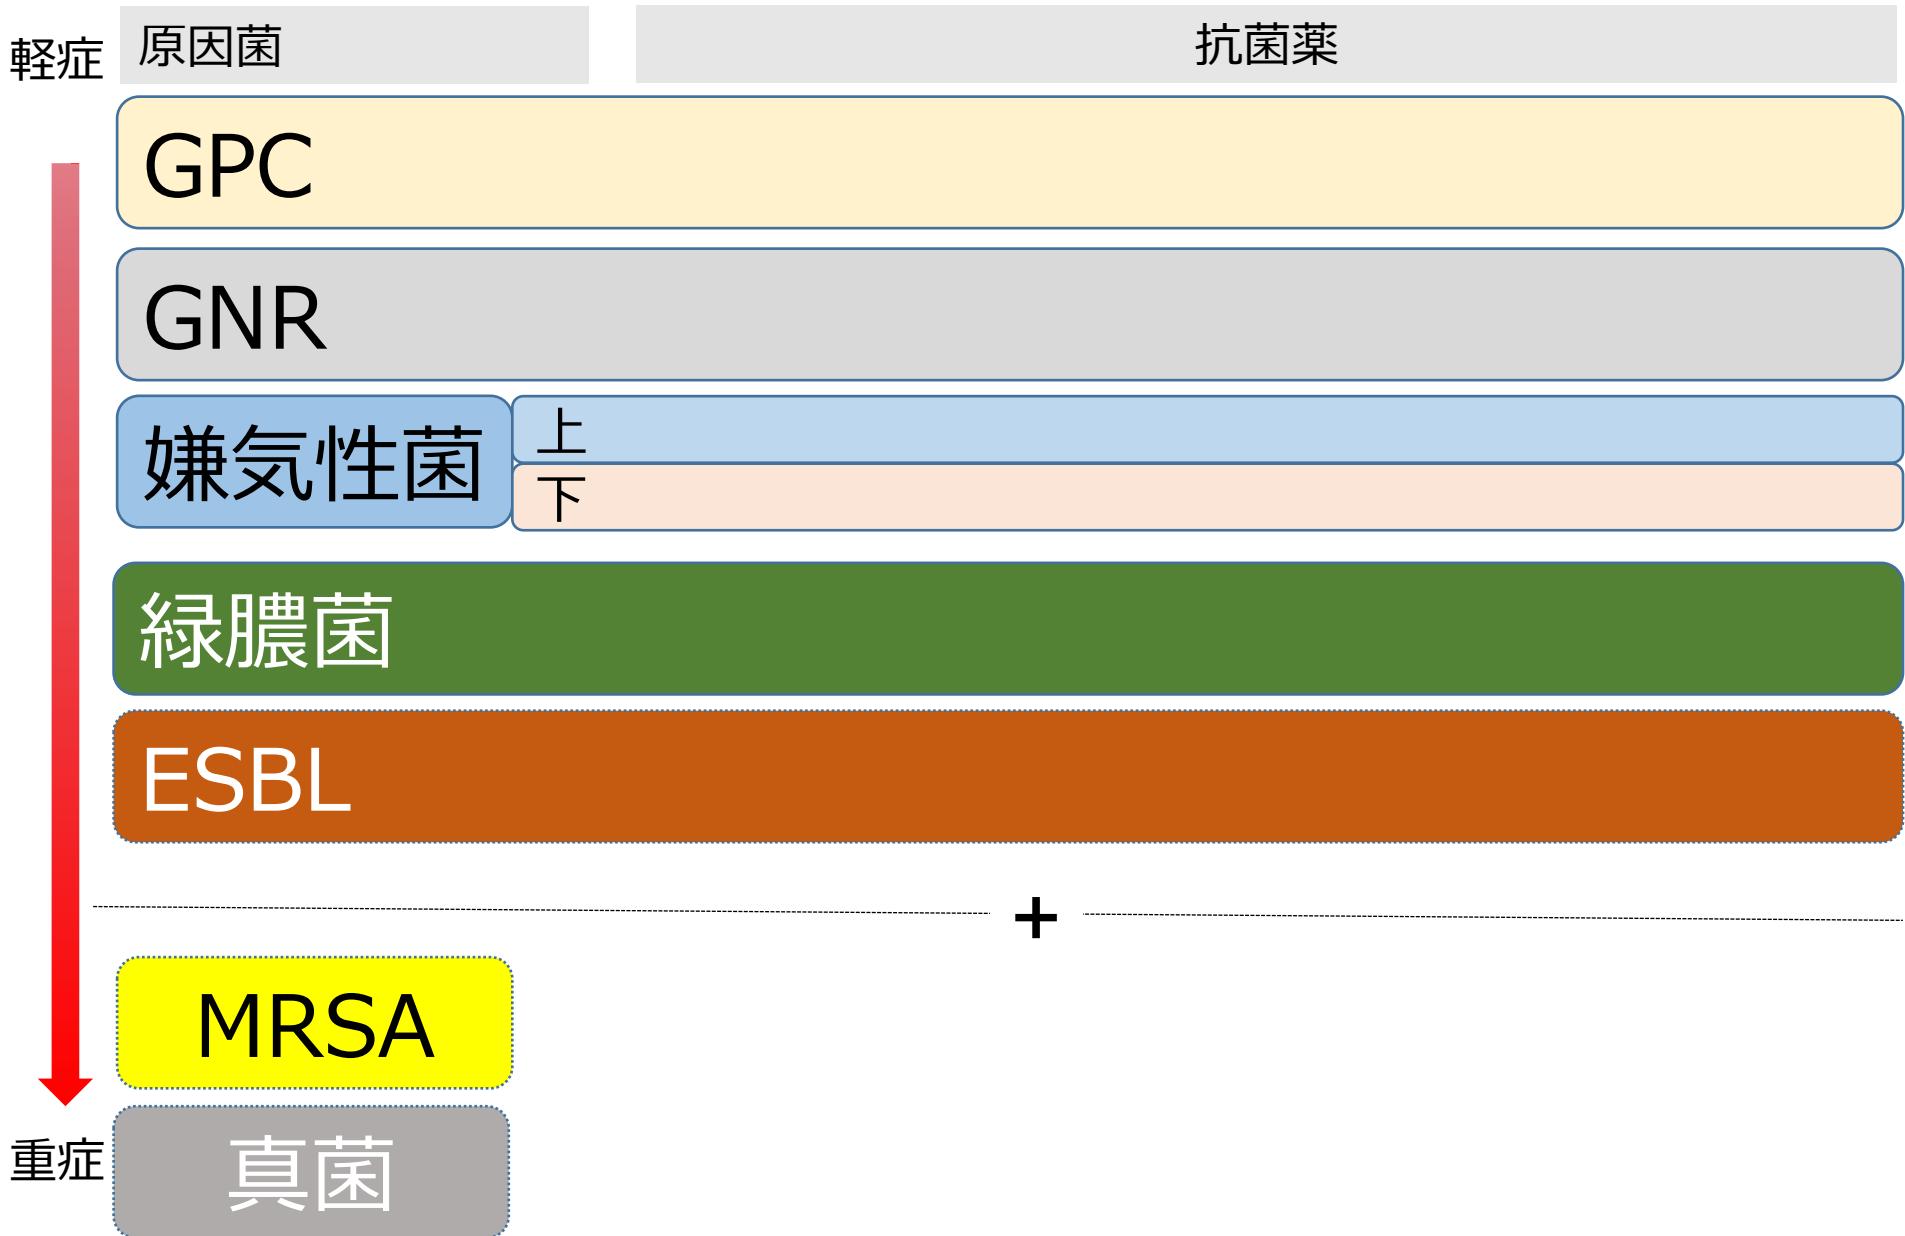 軽症
原因菌
抗菌薬
GPC
GNR
嫌気性菌
上
下
緑膿菌
ESBL
+
MRSA
重症
真菌